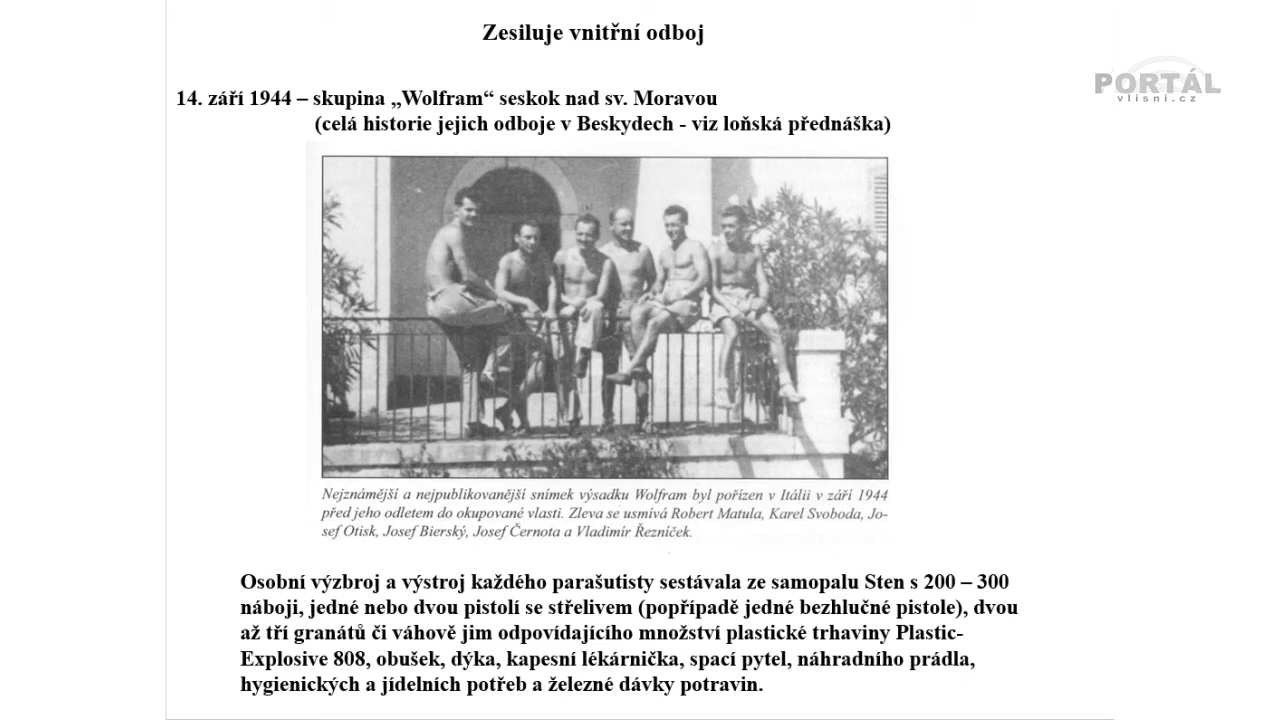 Zesiluje vnitřní odboj
PORTÁL
vlisni.cz
14. září 1944 – skupina „Wolfram“ seskok nad sv. Moravou
(celá historie jejich odboje v Beskydech - viz loňská přednáška)
Nejznámější a nejpublikovanější snímek výsadku Wolfram byl pořízen v Itálii v září 1944
před jeho odletem do okupované vlasti. Zleva se usmívá Robert Matula, Karel Svoboda, Jo-
sef Otisk, Josef Bierský, Josef Černota a Vladimír Řezníček.
Osobní výzbroj a výstroj každého parašutisty sestávala ze samopalu Sten s 200 – 300
náboji, jedné nebo dvou pistolí se střelivem (popřípadě jedné bezhlučné pistole), dvou
až tří granátů či váhově jim odpovídajícího množství plastické trhaviny Plastic-
Explosive 808, obušek, dýka, kapesní lékárnička, spací pytel, náhradního prádla,
hygienických a jídelních potřeb a železné dávky potravin.